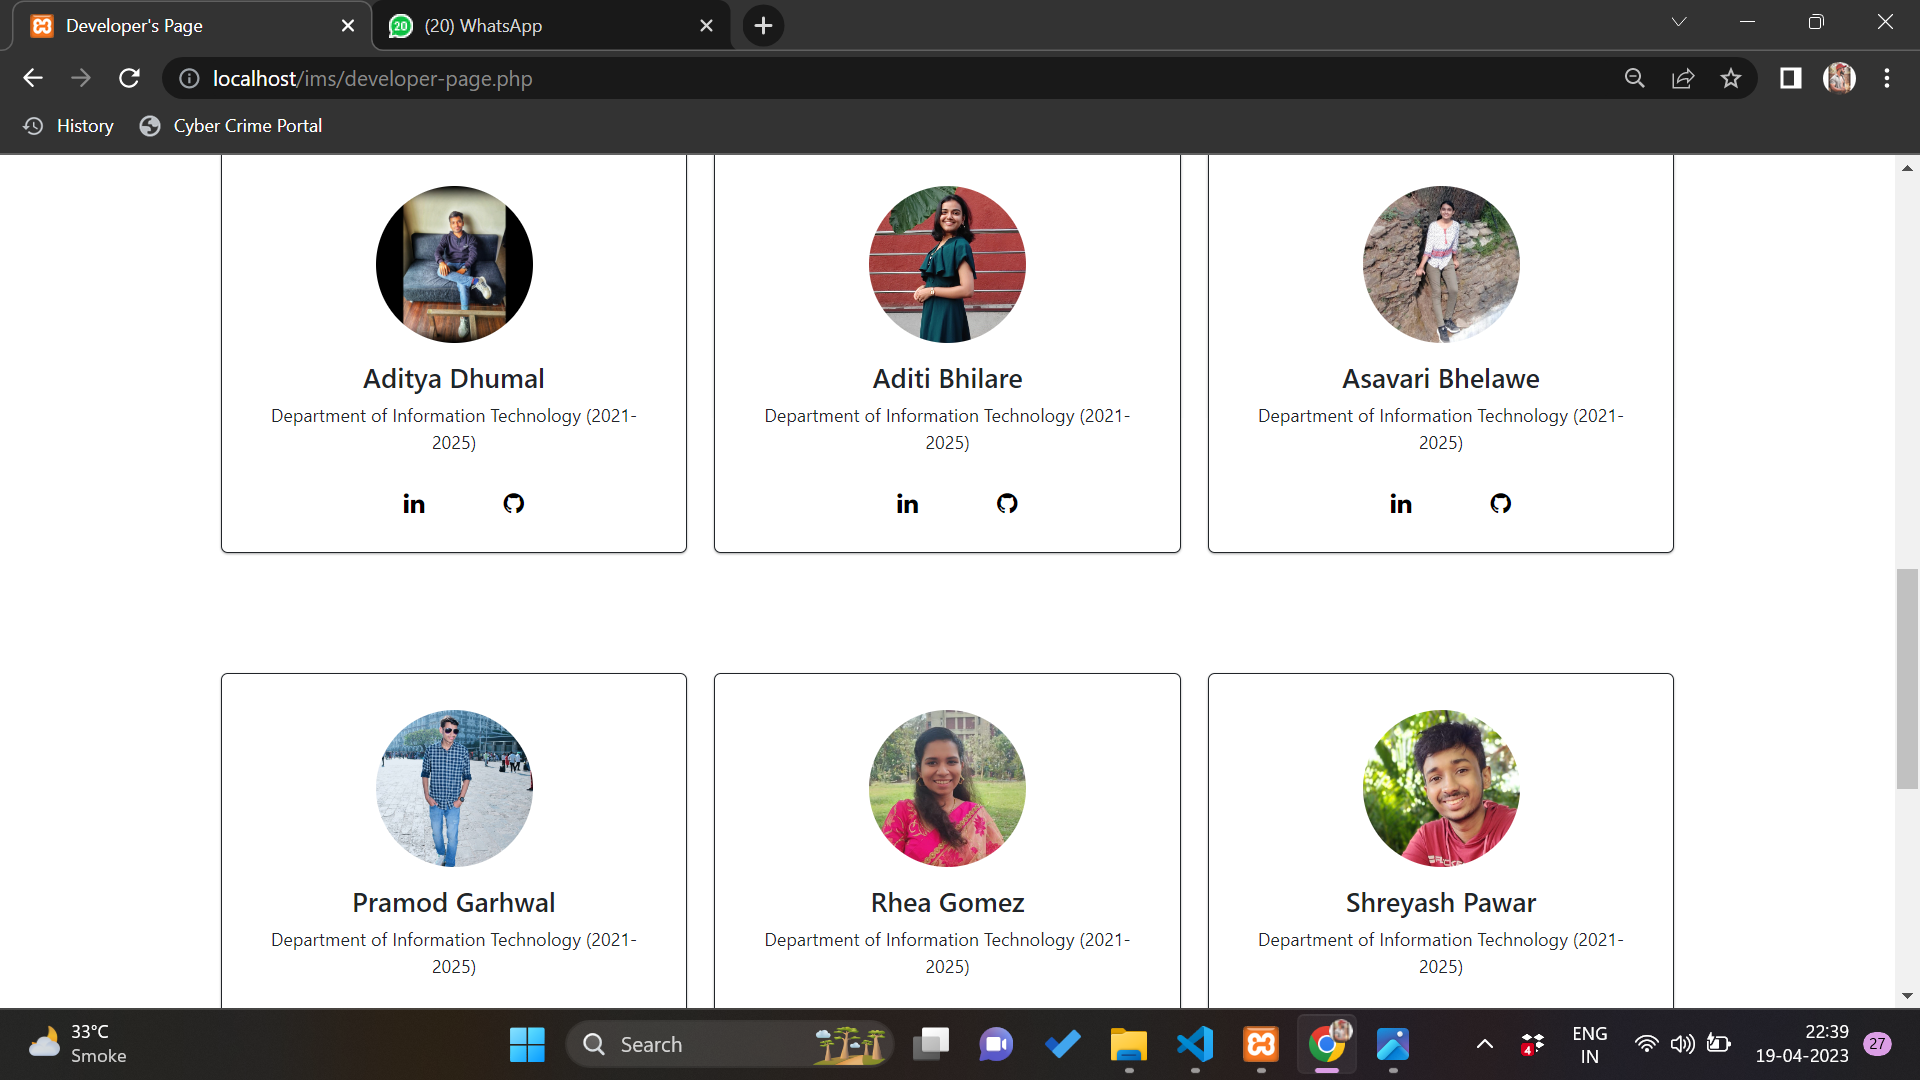 Developer's Page
20
(20) WhatsApp
localhost/ims/developer-page.php
History
Cyber Crime Portal
Aditya Dhumal
Department of Information Technology (2021-
2025)
in
Aditi Bhilare
Department of Information Technology (2021-
2025)
in
Asavari Bhelawe
Department of Information Technology (2021-
2025)
in
Pramod Garhwal
Department of Information Technology (2021-
2025)
Rhea Gomez
Department of Information Technology (2021-
2025)
Shreyash Pawar
Department of Information Technology (2021-
2025)
33°C
Smoke
Search
4
ENG
IN
22:39
19-04-2023
27